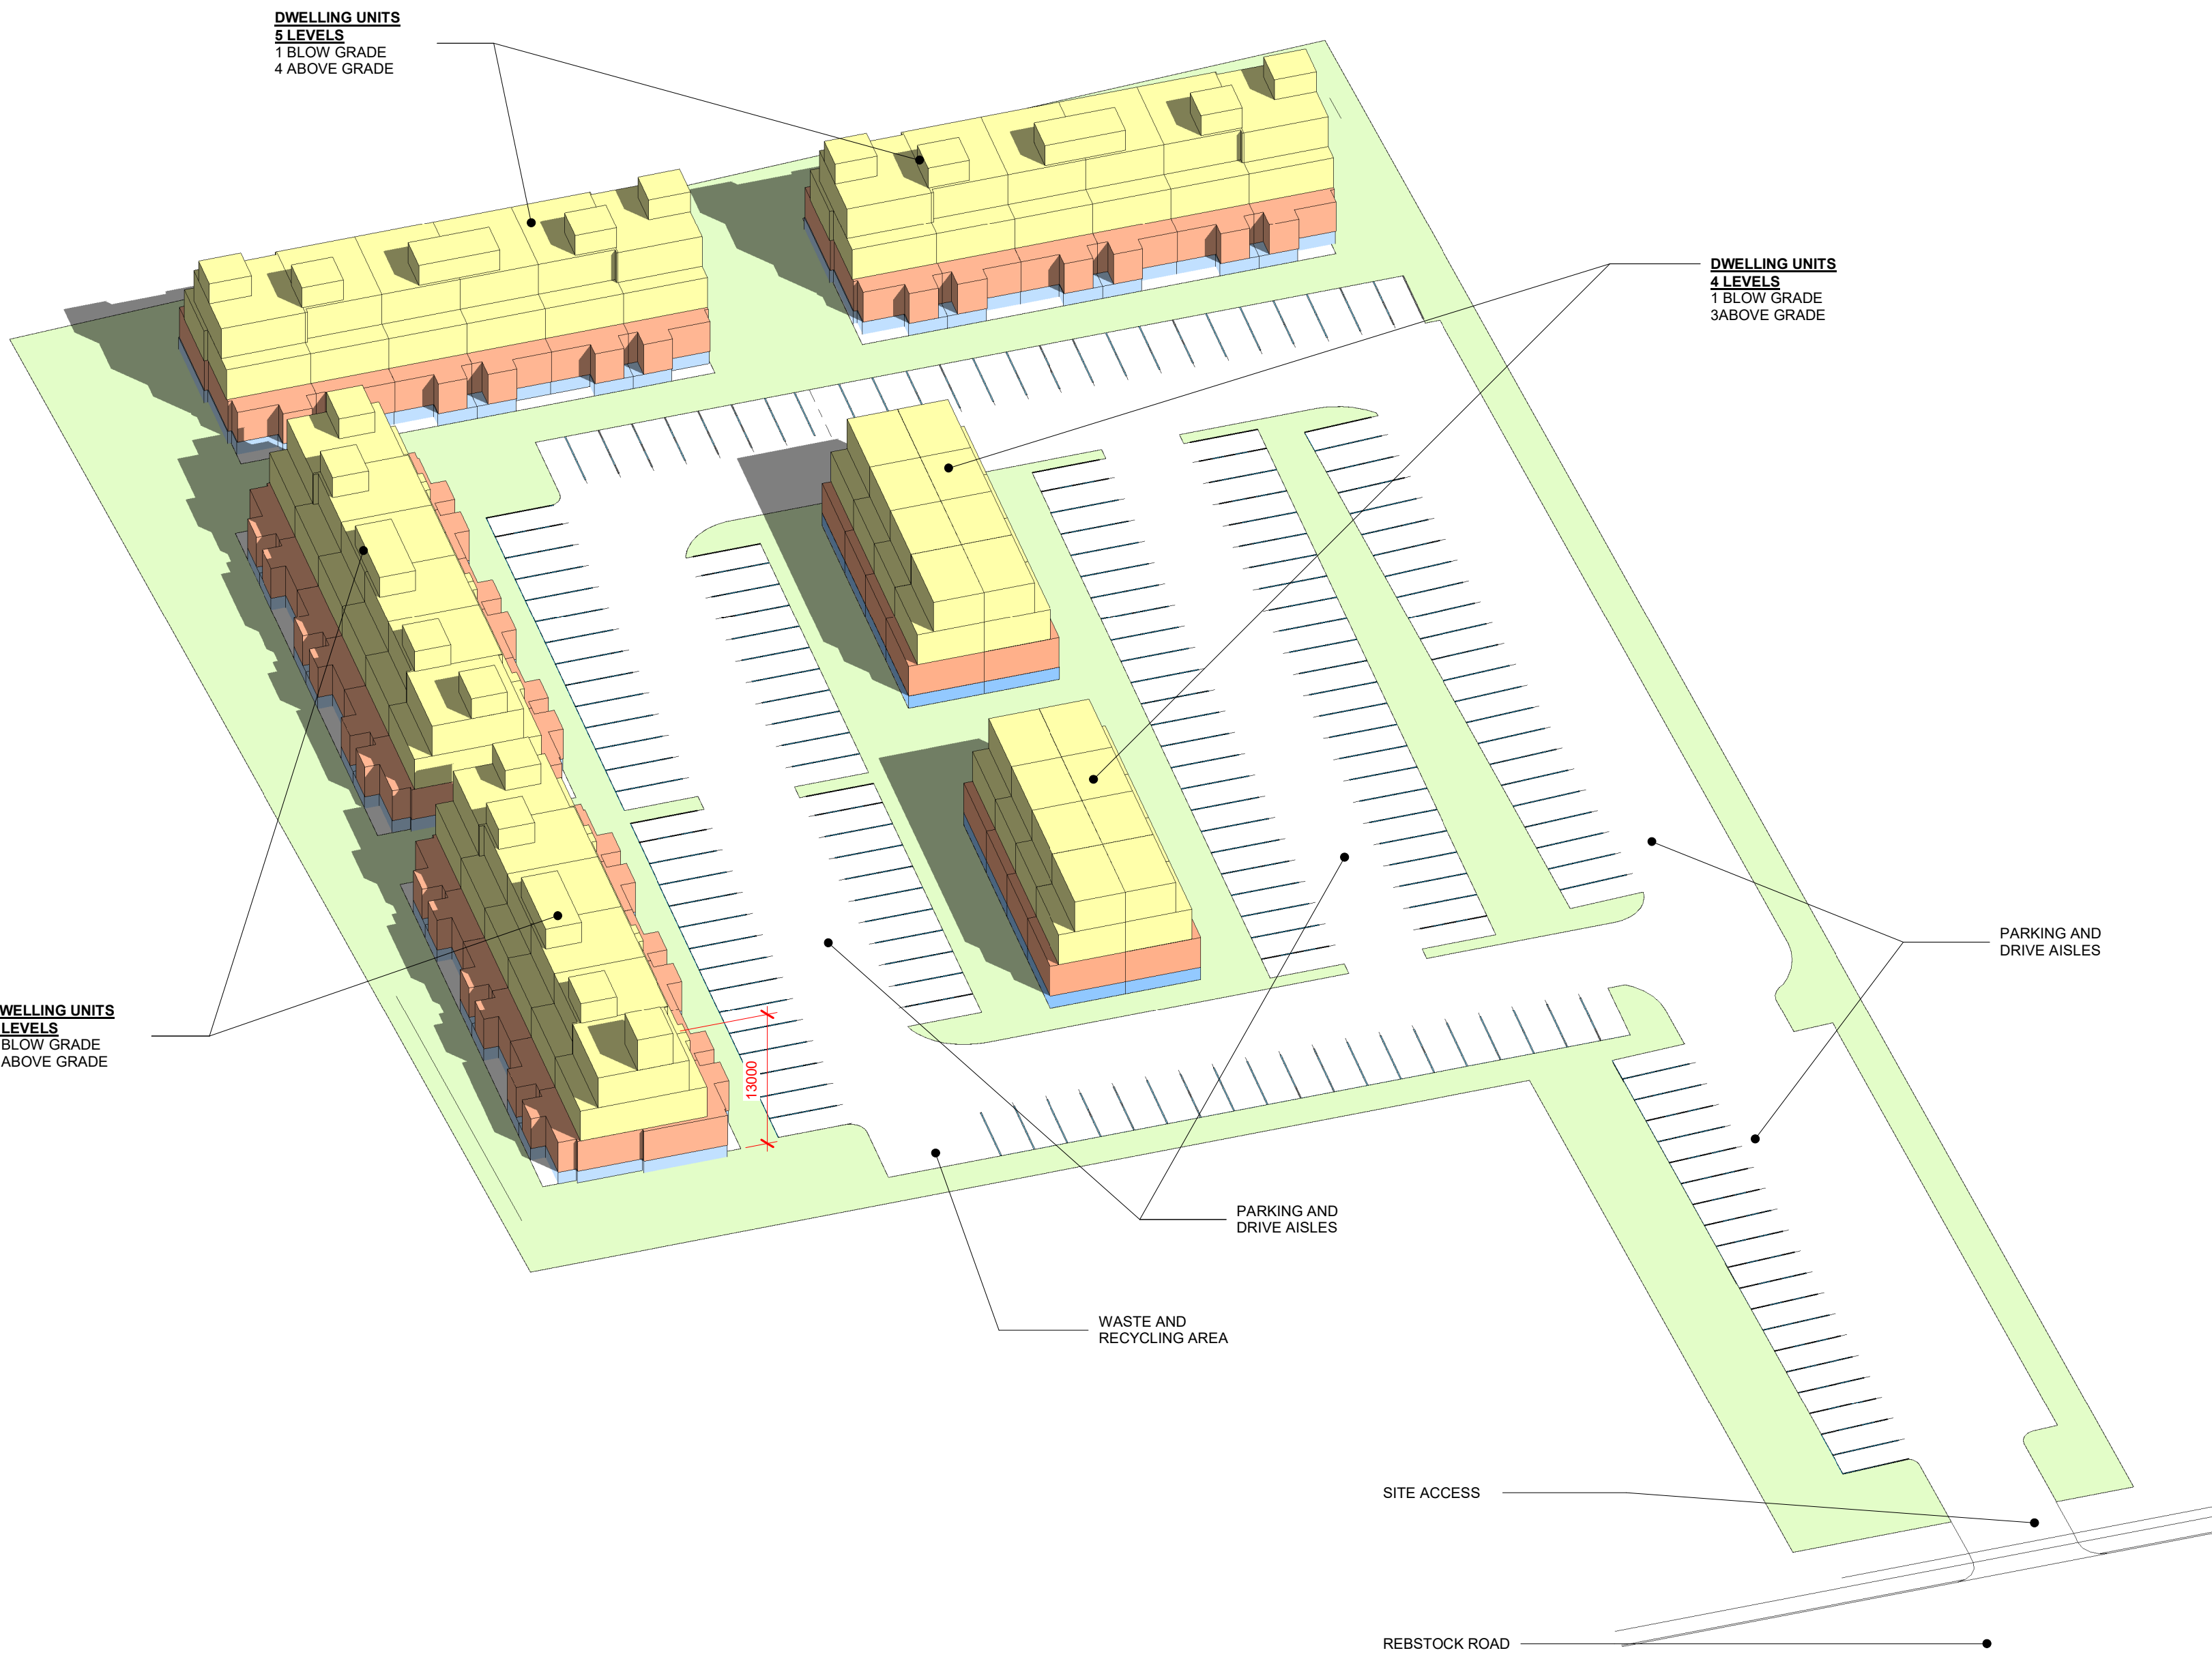 DWELLING UNITS
5 LEVELS
1 BLOW GRADE
4 ABOVE GRADE
DWELLING UNITS
4 LEVELS
1 BLOW GRADE
3ABOVE GRADE
PARKING AND
DRIVE AISLES
WELLING UNITS
LEVELS
BLOW GRADE
ABOVE GRADE
13000
PARKING AND
DRIVE AISLES
WASTE AND
RECYCLING AREA
SITE ACCESS
REBSTOCK ROAD